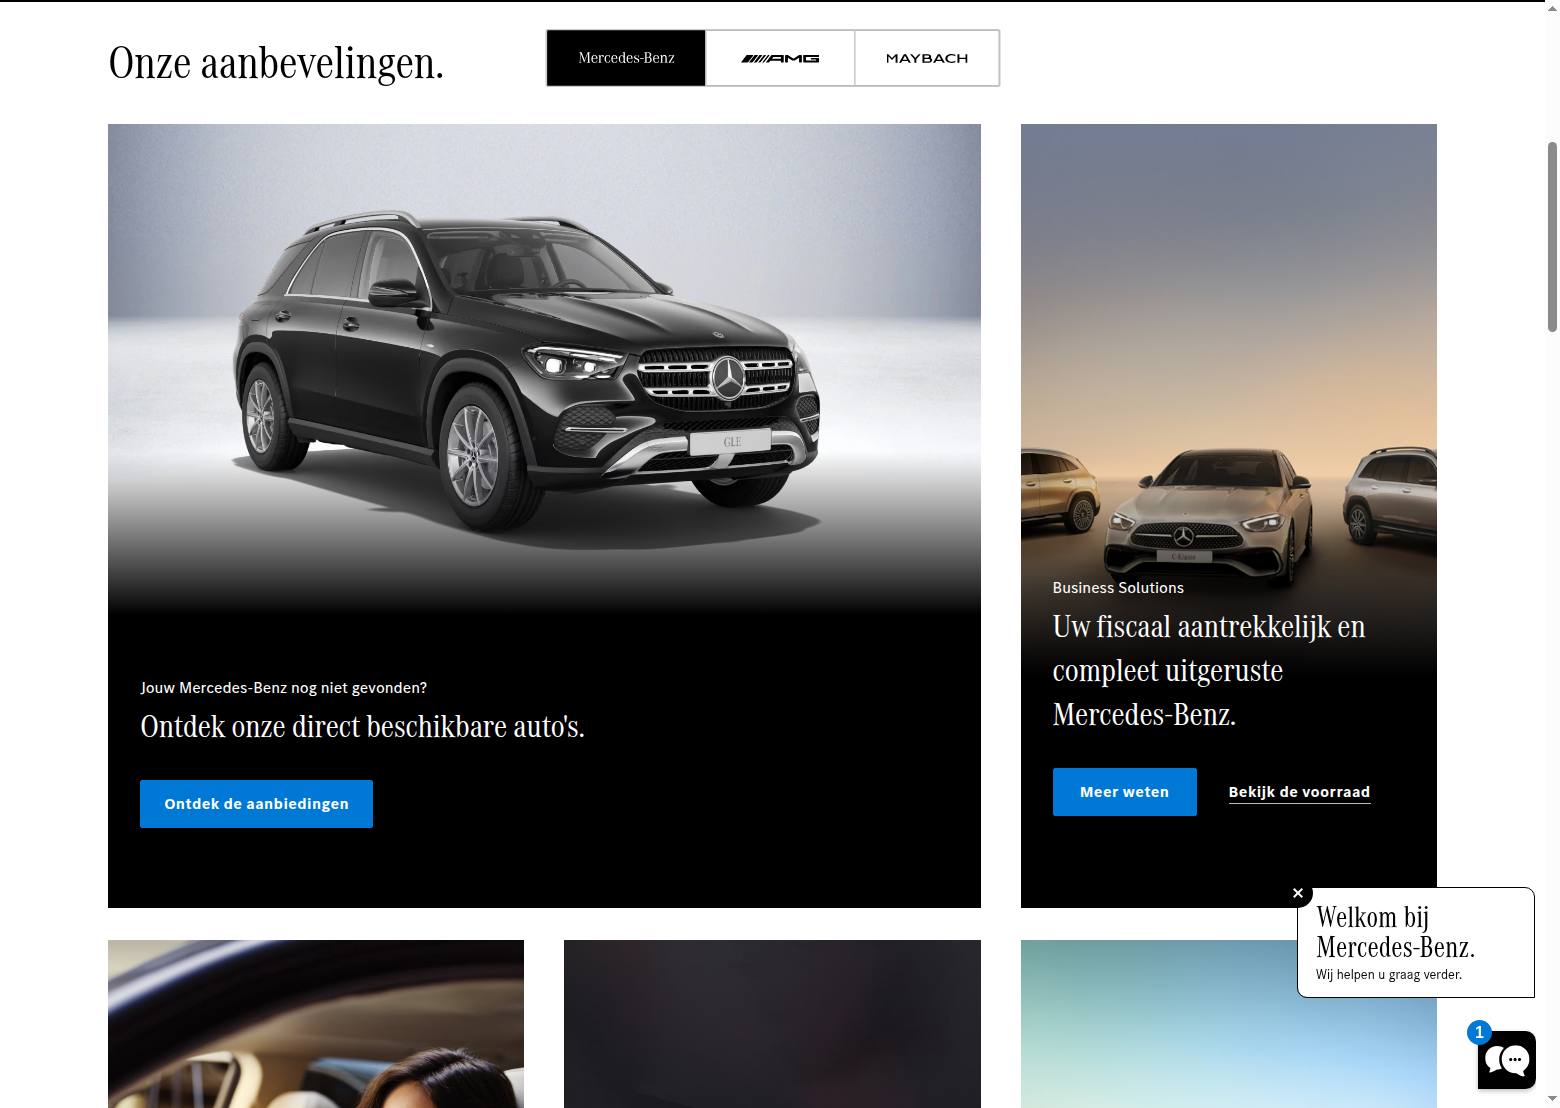 Onze aanbevelingen.
Mercedes-Benz
AMG
MAYBACH
GLE
Jouw Mercedes-Benz nog niet gevonden?
Ontdek onze direct beschikbare auto's.
Ontdek de aanbiedingen
C-Klasse
Business Solutions
Uw fiscaal aantrekkelijk en
compleet uitgeruste
Mercedes-Benz.
Meer weten
Bekijk de voorraad
Welkom bij
Mercedes-Benz.
Wij helpen u graag verder.
1